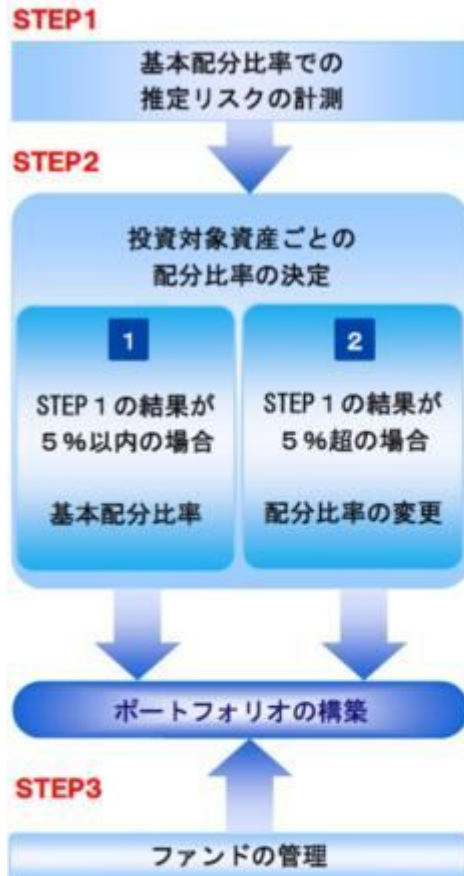 STEP1
基本配分比率での
推定リスクの計測
STEP2
投資対象資産ごとの
配分比率の決定
1
STEP１の結果が
５％以内の場合
基本配分比率
2
STEP１の結果が
５％超の場合
配分比率の変更
ポートフォリオの構築
STEP3
ファンドの管理